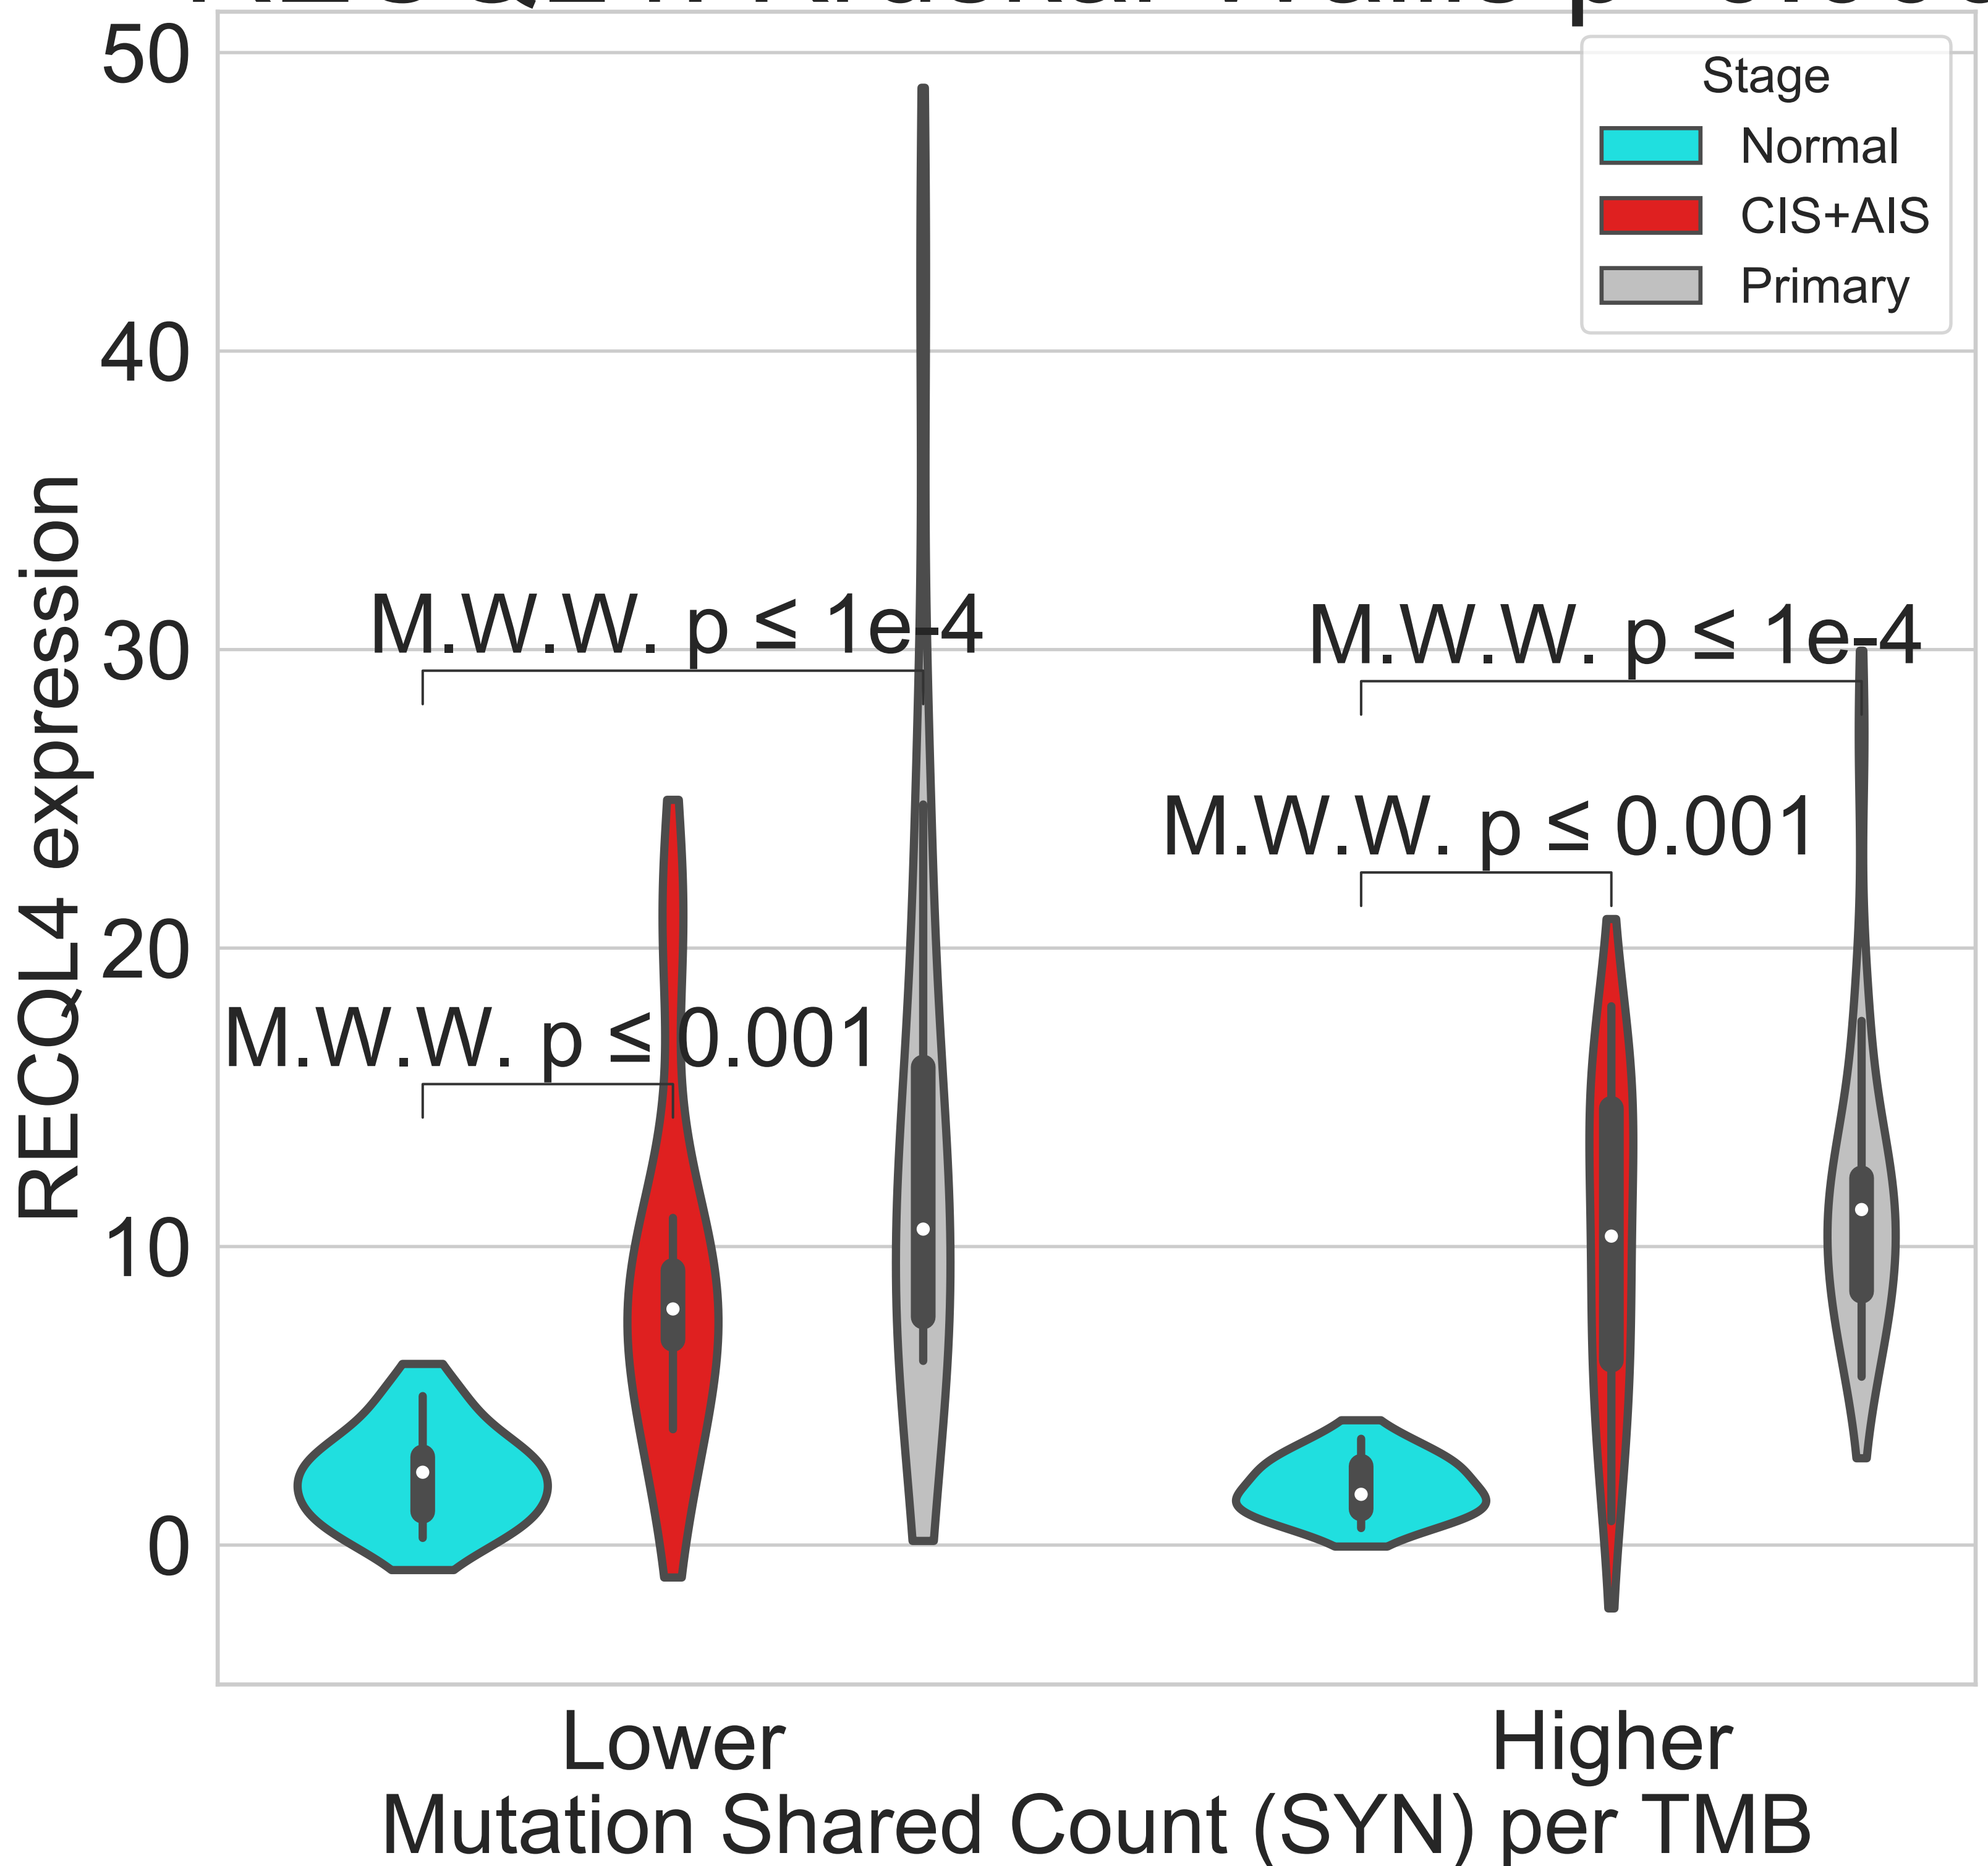 50
Stage
Normal
CIS+AIS
Primary
40
M.W.W. p ≤ 1e-4
M.W.W. p ≤ 1e-4
30
M.W.W. p ≤ 0.001
20
M.W.W. p ≤ 0.001
10
0
RECQL4 expression
Lower
Higher
Mutation Shared Count (SYN) per TMB